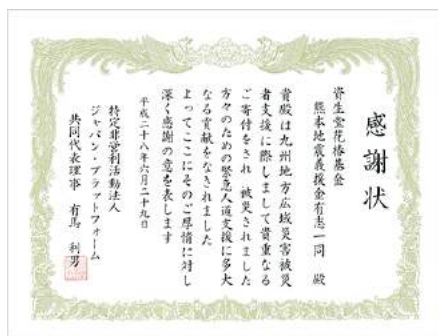 感謝状
資生堂花椿基金
熊本地震義援金有志一同 殿
貴殿は九州地方広域災害被災
者支援に際しまして貴重なる
ご寄付をされ 被災されました
方々のための緊急人道支援に多大
なる貢献をなされました
よってここにそのご厚情に対し
深く感謝の意を表します
平成二十八年六月二十九日
特定非営利活動法人
ジャパン・プラットフォーム
共同代表理事 有馬 利男